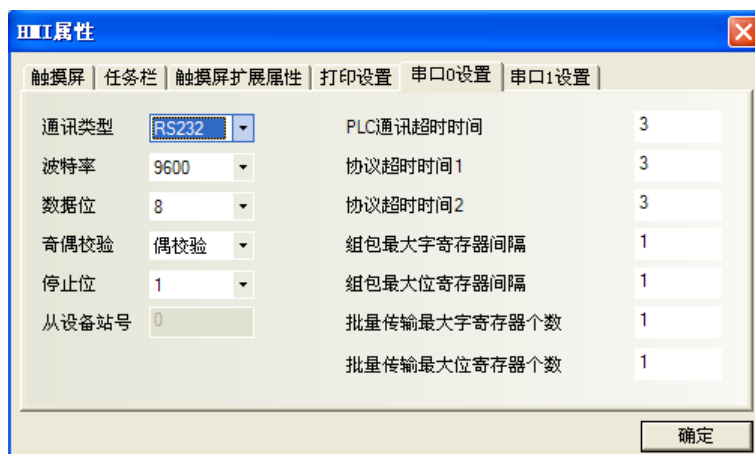 HMI属性
触摸屏 任务栏 触摸屏扩展属性 打印设置 串口0设置 串口1设置
通讯类型 RS232 PLC通讯超时时间 3
波特率 9600 协议超时时间1 3
数据位 8 协议超时时间2 3
奇偶校验 偶校验 组包最大字寄存器间隔 1
停止位 1 组包最大位寄存器间隔 1
从设备站号 0 批量传输最大字寄存器个数 1
批量传输最大位寄存器个数 1
确定